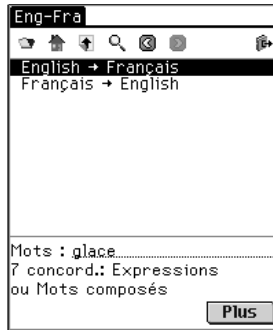 Eng-Fra
English → Français
Français → English
Mots : glace
7 concord.: Expressions
ou Mots composés
Plus